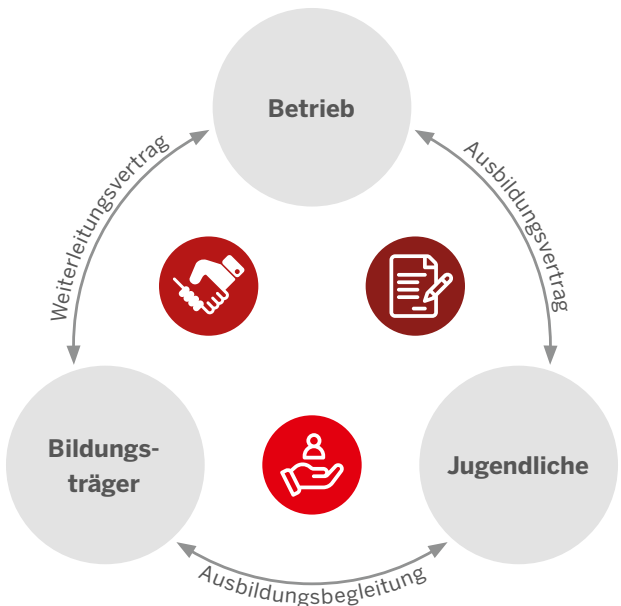 Betrieb
Weiterleitungsvertrag
Ausbildungsvertrag
Bildungs-
träger
Jugendliche
Ausbildungsbegleitung